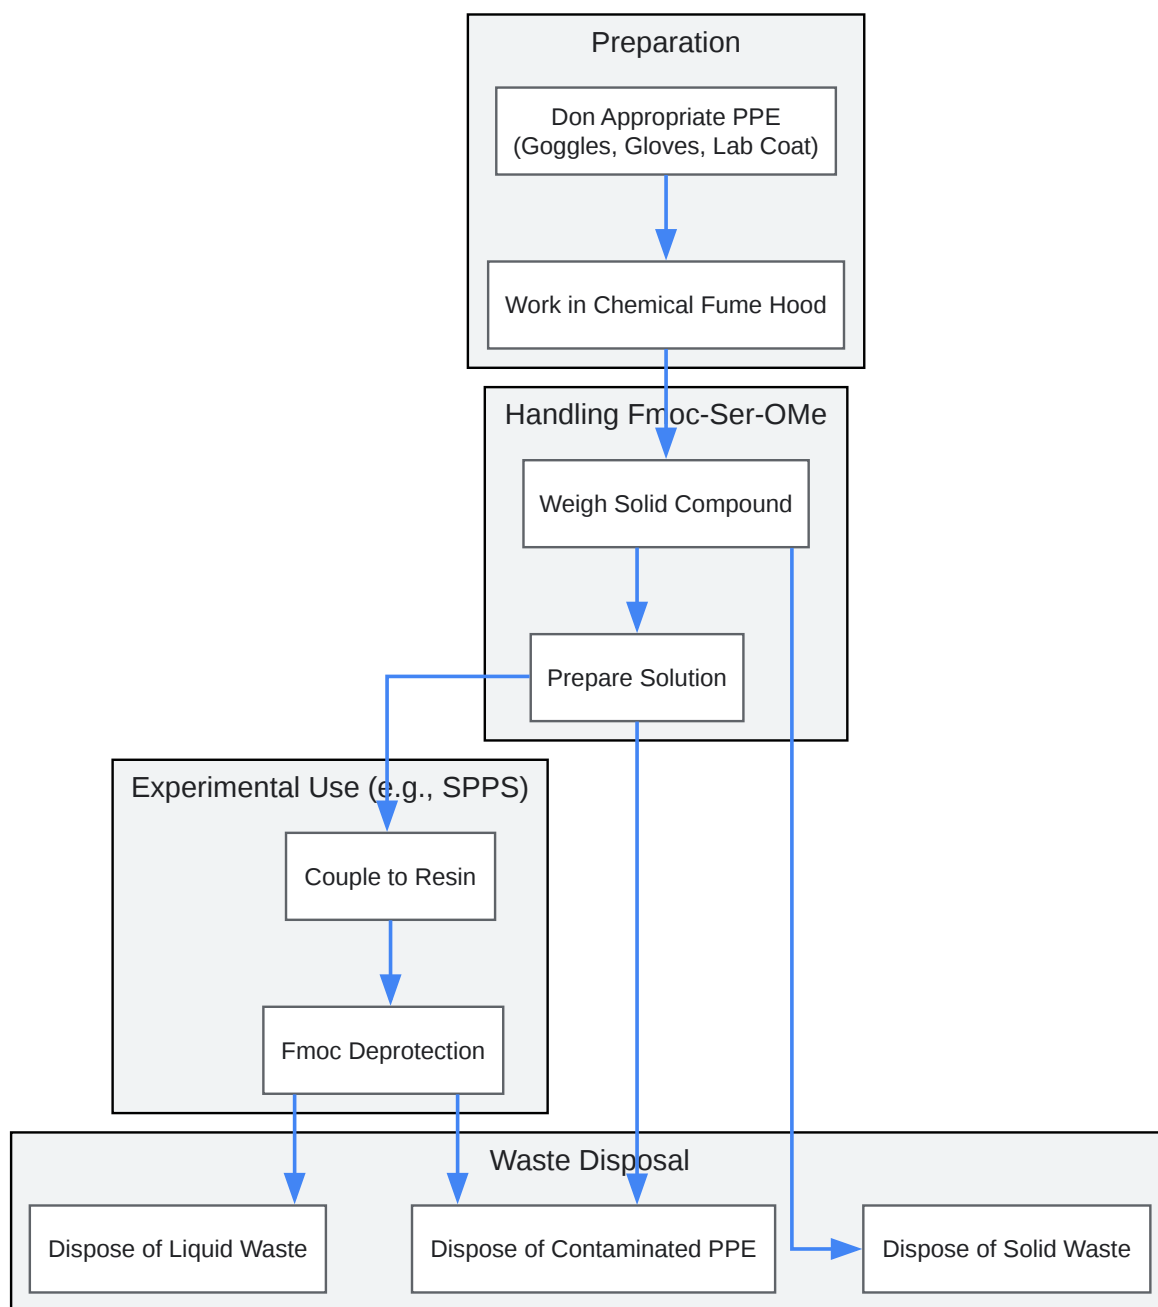 Preparation
Don Appropriate PPE
(Goggles, Gloves, Lab Coat)
Work in Chemical Fume Hood
Handling Fmoc-Ser-OMe
Weigh Solid Compound
Prepare Solution
Experimental Use (e.g., SPPS)
Couple to Resin
Fmoc Deprotection
Waste Disposal
Dispose of Liquid Waste
Dispose of Contaminated PPE
Dispose of Solid Waste